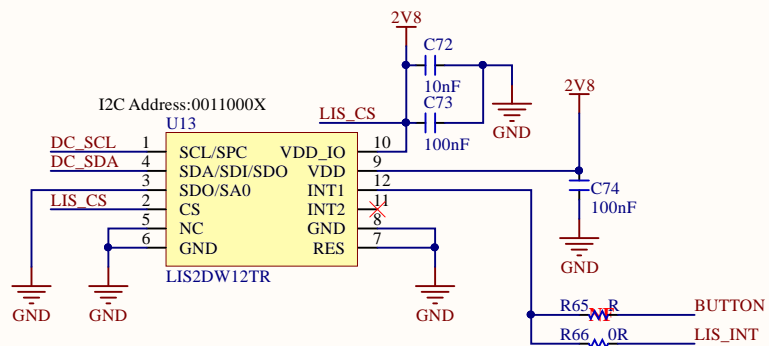 2V8
C72
10nF
2V8
I2C Address:0011000X
LIS_CS
C73
GND
U13
100nF
DC_SCL 1 SCL/SPC VDD_IO 10
DC_SDA 4 SDA/SDI/SDO VDD 9
3 SDO/SA0 INT1 12
C74
LIS_CS 2 CS INT2 11
100nF
5 NC GND 8
6 GND RES 7
GND
LIS2DW12TR
R65 NF R BUTTON
GND GND GND
R66 0R LIS_INT